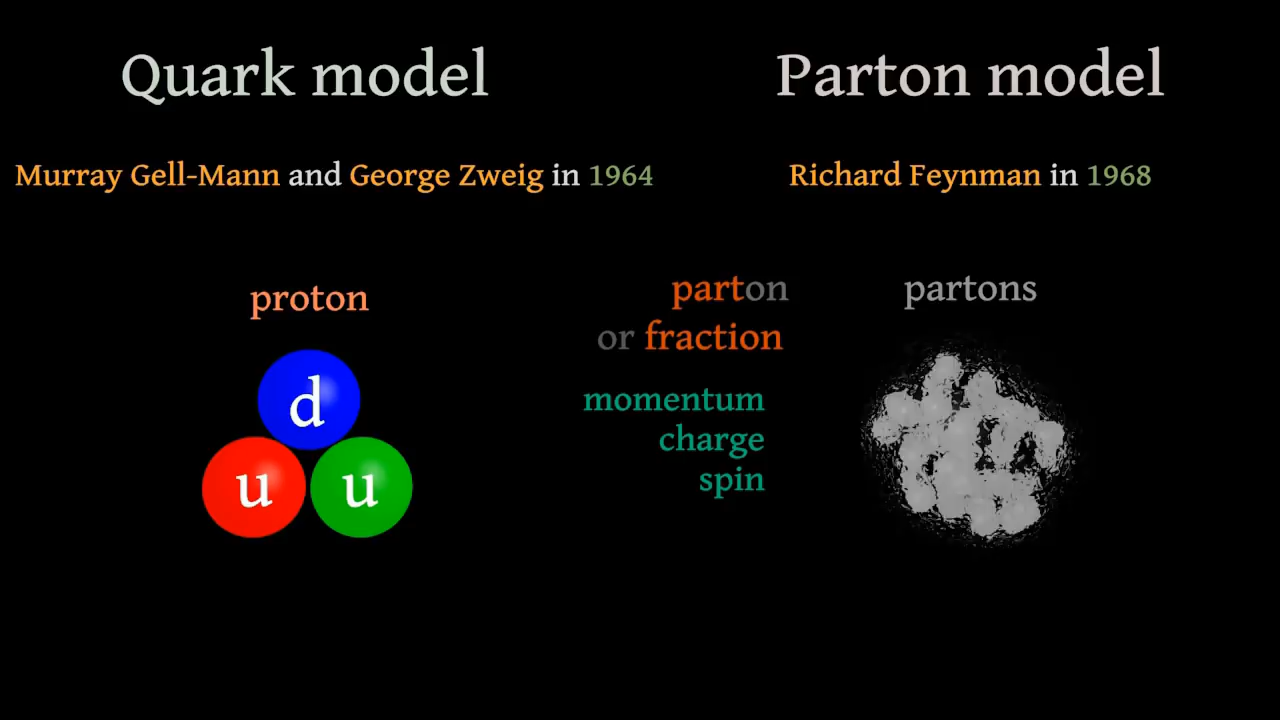 Quark model
Murray Gell-Mann and George Zweig in 1964
proton
d
u u
Parton model
Richard Feynman in 1968
parton
or fraction
momentum
charge
spin
partons